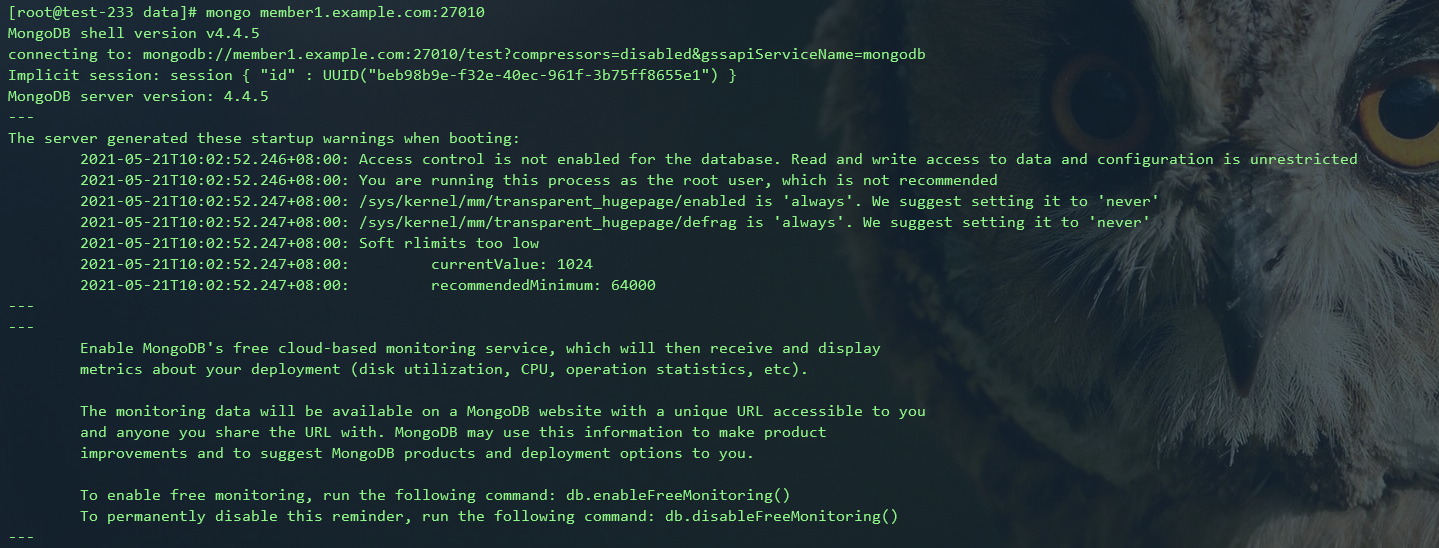 [root@test-233 data]# mongo member1.example.com:27010
MongoDB shell version v4.4.5
connecting to: mongodb://member1.example.com:27010/test?compressors=disabled&gssapiServiceName=mongodb
Implicit session: session { "id" : UUID("beb98b9e-f32e-40ec-961f-3b75ff8655e1") }
MongoDB server version: 4.4.5
---
The server generated these startup warnings when booting:
        2021-05-21T10:02:52.246+08:00: Access control is not enabled for the database. Read and write access to data and configuration is unrestricted
        2021-05-21T10:02:52.246+08:00: You are running this process as the root user, which is not recommended
        2021-05-21T10:02:52.247+08:00: /sys/kernel/mm/transparent_hugepage/enabled is 'always'. We suggest setting it to 'never'
        2021-05-21T10:02:52.247+08:00: /sys/kernel/mm/transparent_hugepage/defrag is 'always'. We suggest setting it to 'never'
        2021-05-21T10:02:52.247+08:00: Soft rlimits too low
        2021-05-21T10:02:52.247+08:00:         currentValue: 1024
        2021-05-21T10:02:52.247+08:00:         recommendedMinimum: 64000
---
---
        Enable MongoDB's free cloud-based monitoring service, which will then receive and display
        metrics about your deployment (disk utilization, CPU, operation statistics, etc).

        The monitoring data will be available on a MongoDB website with a unique URL accessible to you
        and anyone you share the URL with. MongoDB may use this information to make product
        improvements and to suggest MongoDB products and deployment options to you.

        To enable free monitoring, run the following command: db.enableFreeMonitoring()
        To permanently disable this reminder, run the following command: db.disableFreeMonitoring()
---